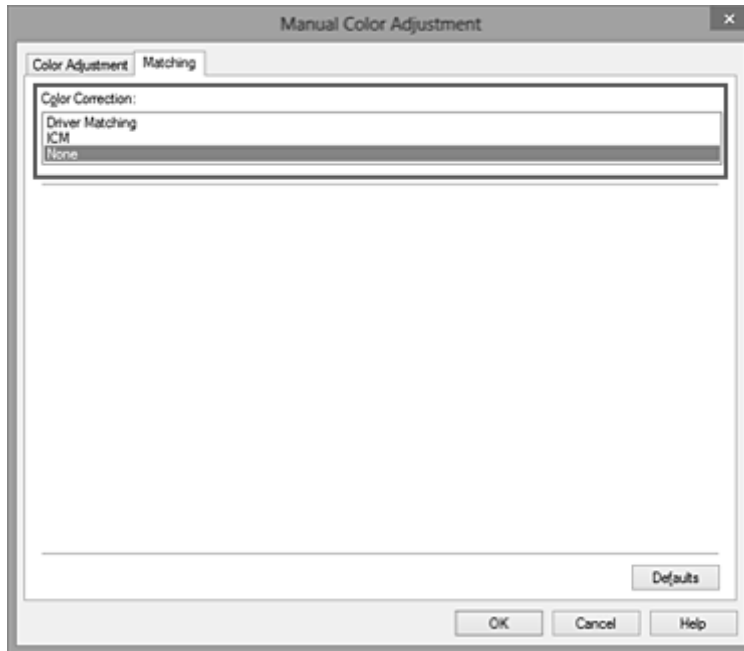 Manual Color Adjustment
Color Adjustment Matching
Color Correction:
Driver Matching
ICM
None
Defaults
OK Cancel Help